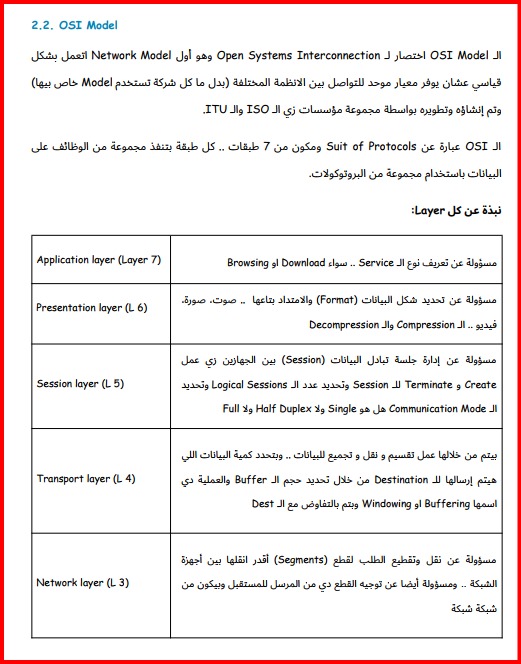 2.2. OSI Model
الـ OSI Model اختصار لـ Open Systems Interconnection وهو أول Network Model اتعمل بشكل
قياسي عشان يوفر معيار موحد للتواصل بين الانظمة المختلفة (بدل ما كل شركة تستخدم Model خاص بيها)
وتم إنشاؤه وتطويره بواسطة مجموعة مؤسسات زي الـ ISO والـ ITU.
الـ OSI عبارة عن Suit of Protocols ومكون من 7 طبقات .. كل طبقة بتنفذ مجموعة من الوظائف على
البيانات باستخدام مجموعة من البروتوكولات.
نبذة عن كل Layer:
Application layer (Layer 7)
مسؤولة عن تعريف نوع الـ Service .. سواء Download او Browsing
Presentation layer (L 6)
مسؤولة عن تحديد شكل البيانات (Format) والامتداد بتاعها .. صوت، صورة،
فيديو .. الـ Compression والـ Decompression
Session layer (L 5)
مسؤولة عن إدارة جلسة تبادل البيانات (Session) بين الجهازين زي عمل
Create و Terminate للـ Session وتحديد عدد الـ Logical Sessions وتحديد
الـ Communication Mode هل هو Single ولا Half Duplex ولا Full
Transport layer (L 4)
بيتم من خلالها عمل تقسيم و نقل و تجميع للبيانات .. وبتحدد كمية البيانات اللي
هيتم إرسالها للـ Destination من خلال تحديد حجم الـ Buffer والعملية دي
اسمها Buffering او Windowing وبتم بالتفاوض مع الـ Dest
Network layer (L 3)
مسؤولة عن نقل وتقطيع الطلب لقطع (Segments) أقدر انقلها بين أجهزة
الشبكة .. ومسؤولة أيضا عن توجيه القطع دي من المرسل للمستقبل وبيكون من
شبكة شبكة